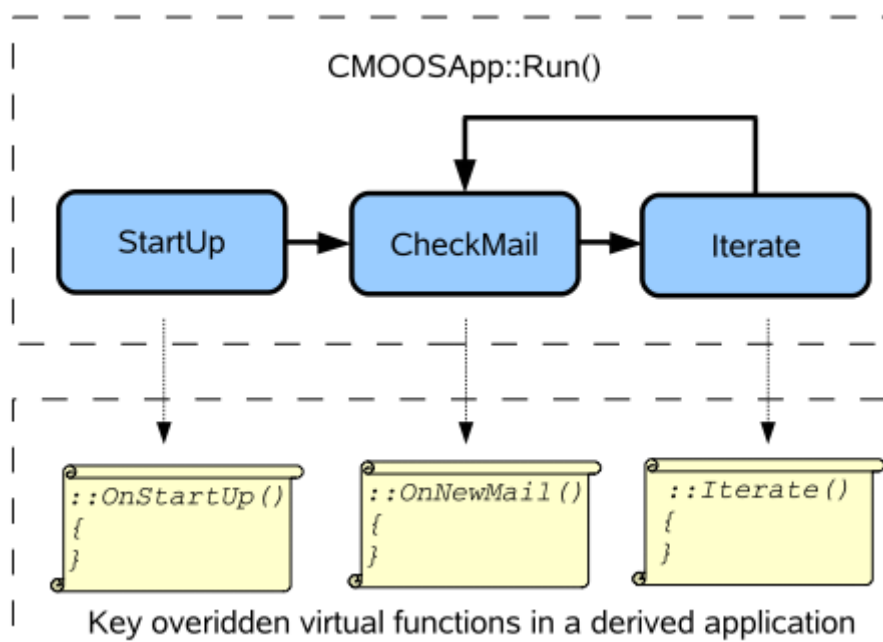 CMOOSApp::Run()
StartUp
CheckMail
Iterate
::OnStartUp()
{
}
::OnNewMail()
{
}
::Iterate()
{
}
Key overidden virtual functions in a derived application